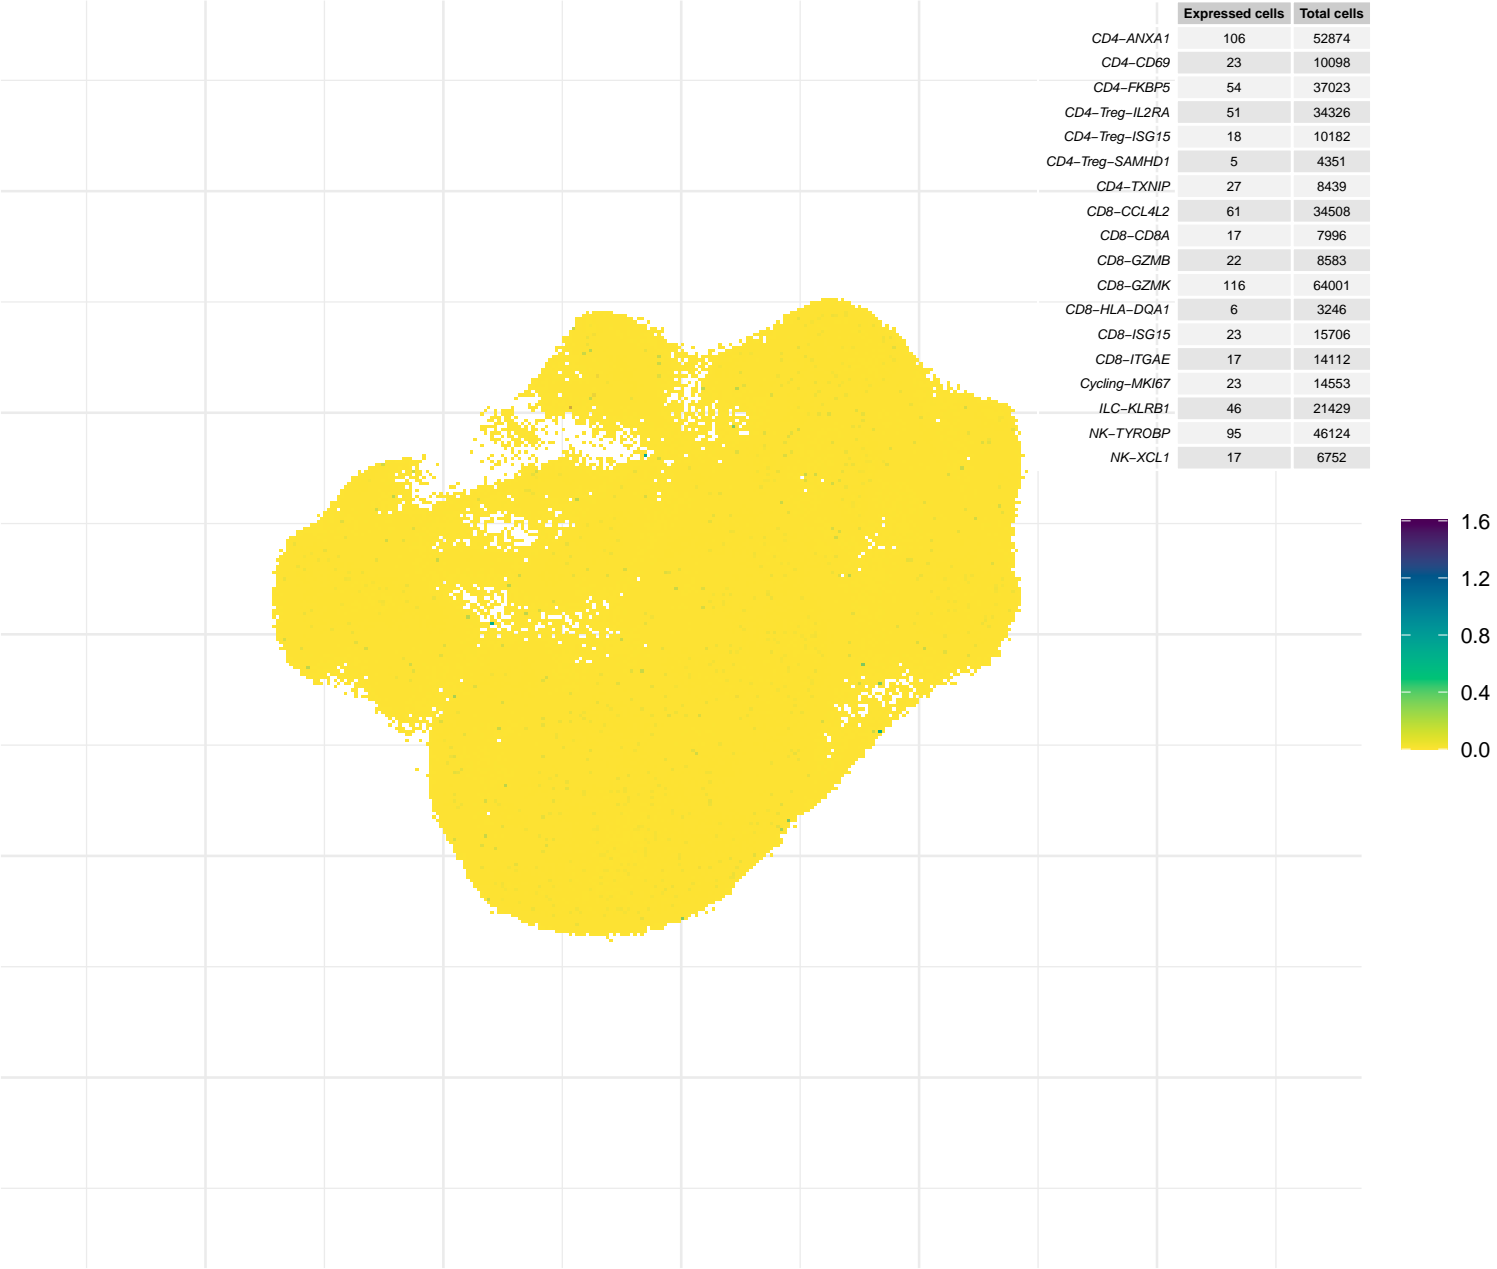 Expressed cells Total cells
CD4−ANXA1 106 52874
CD4−CD69 23 10098
CD4−FKBP5 54 37023
CD4−Treg−IL2RA 51 34326
CD4−Treg−ISG15 18 10182
CD4−Treg−SAMHD1 5 4351
CD4−TXNIP 27 8439
CD8−CCL4L2 61 34508
CD8−CD8A 17 7996
CD8−GZMB 22 8583
CD8−GZMK 116 64001
CD8−HLA−DQA1 6 3246
CD8−ISG15 23 15706
CD8−ITGAE 17 14112
Cycling−MKI67 23 14553
ILC−KLRB1 46 21429
NK−TYROBP 95 46124
NK−XCL1 17 6752
1.6
1.2
0.8
0.4
0.0